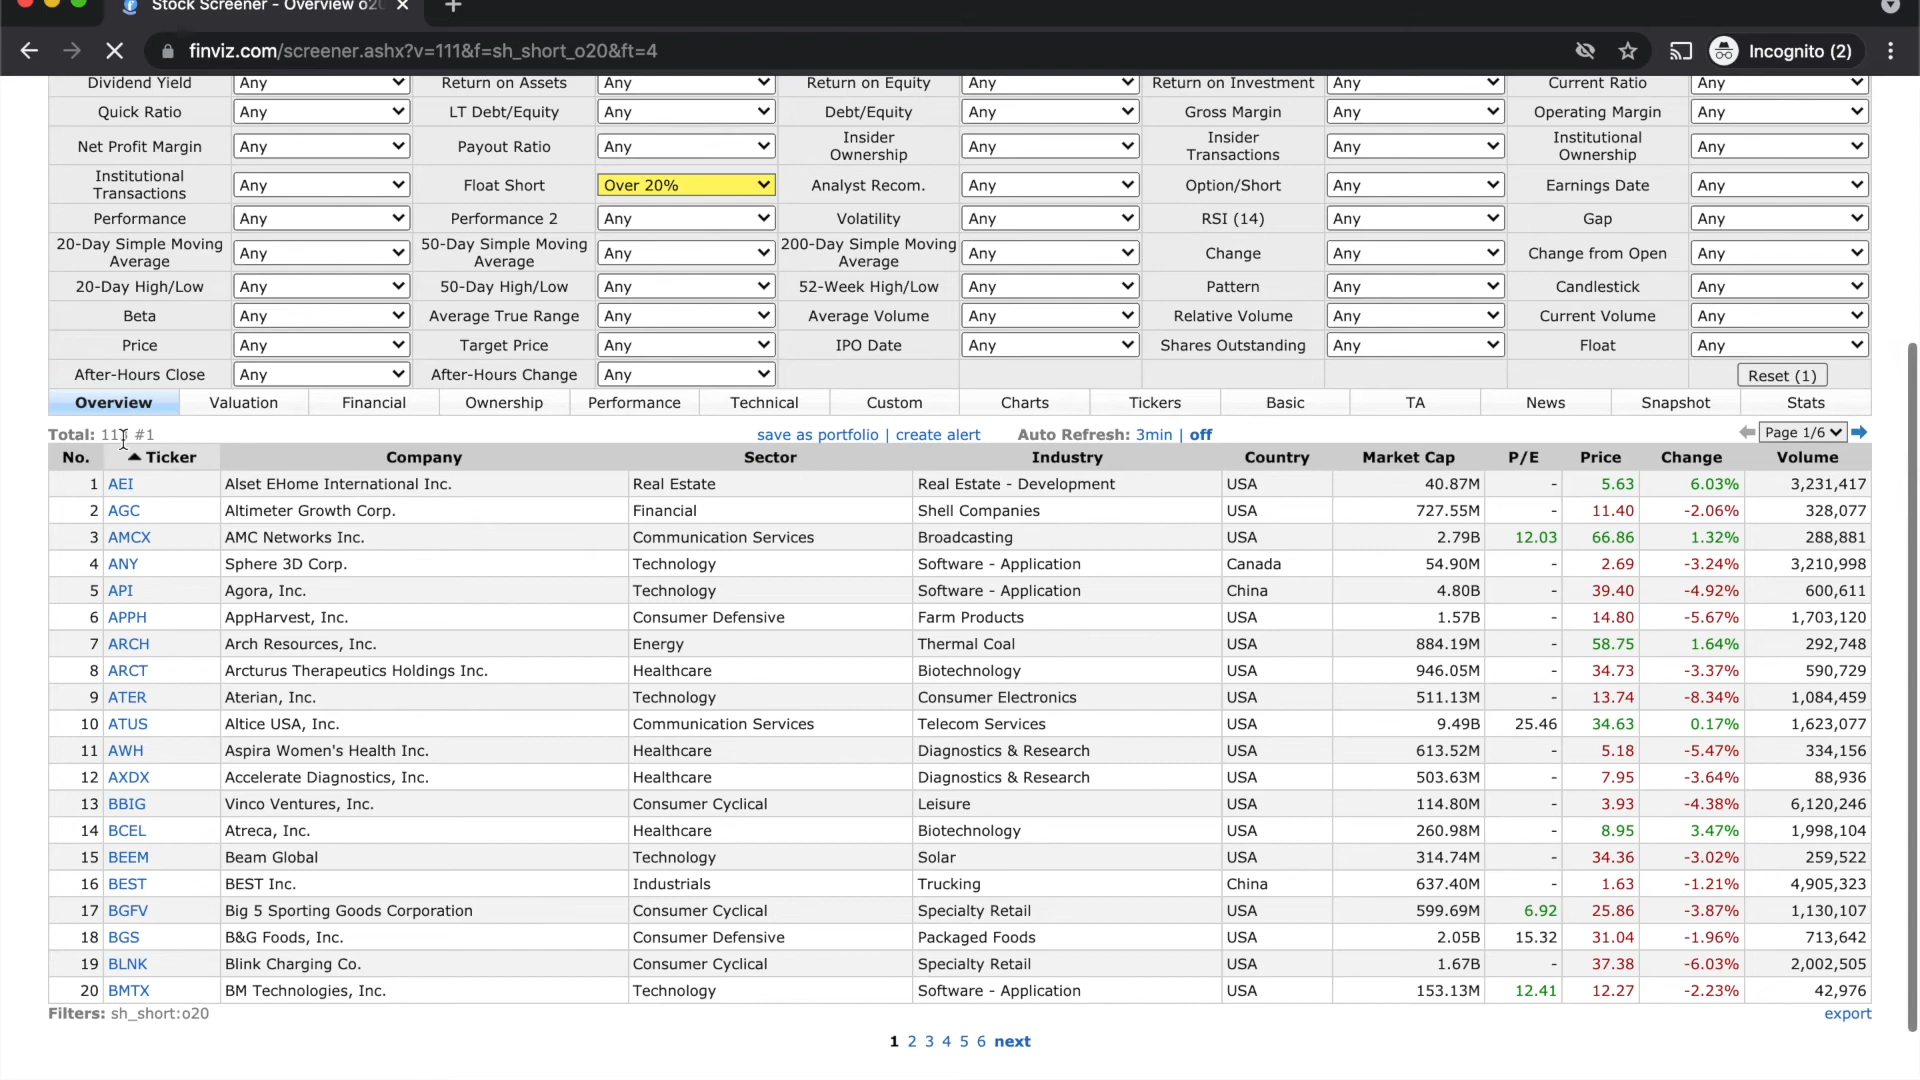 Stock Screener - Overview o20
finviz.com/screener.ashx?v=111&f=sh_short_o20&ft=4 Incognito (2)
Dividend Yield Any Return on Assets Any Return on Equity Any Return on Investment Any Current Ratio Any
Quick Ratio Any LT Debt/Equity Any Debt/Equity Any Gross Margin Any Operating Margin Any
Net Profit Margin Any Payout Ratio Any Insider Ownership Any Insider Transactions Any Institutional Ownership Any
Institutional Transactions Any Float Short Over 20% Analyst Recom. Any Option/Short Any Earnings Date Any
Performance Any Performance 2 Any Volatility Any RSI (14) Any Gap Any
20-Day Simple Moving Average Any 50-Day Simple Moving Average Any 200-Day Simple Moving Average Any Change Any Change from Open Any
20-Day High/Low Any 50-Day High/Low Any 52-Week High/Low Any Pattern Any Candlestick Any
Beta Any Average True Range Any Average Volume Any Relative Volume Any Current Volume Any
Price Any Target Price Any IPO Date Any Shares Outstanding Any Float Any
After-Hours Close Any After-Hours Change Any Reset (1)
Overview Valuation Financial Ownership Performance Technical Custom Charts Tickers Basic TA News Snapshot Stats
Total: #1 save as portfolio | create alert Auto Refresh: 3min | off Page 1/6
No. Ticker Company Sector Industry Country Market Cap P/E Price Change Volume
1 AEI Alset EHome International Inc. Real Estate Real Estate - Development USA 40.87M - 5.63 6.03% 3,231,417
2 AGC Altimeter Growth Corp. Financial Shell Companies USA 727.55M - 11.40 -2.06% 328,077
3 AMCX AMC Networks Inc. Communication Services Broadcasting USA 2.79B 12.03 66.86 1.32% 288,881
4 ANY Sphere 3D Corp. Technology Software - Application Canada 54.90M - 2.69 -3.24% 3,210,998
5 API Agora, Inc. Technology Software - Application China 4.80B - 39.40 -4.92% 600,611
6 APPH AppHarvest, Inc. Consumer Defensive Farm Products USA 1.57B - 14.80 -5.67% 1,703,120
7 ARCH Arch Resources, Inc. Energy Thermal Coal USA 884.19M - 58.75 1.64% 292,748
8 ARCT Arcturus Therapeutics Holdings Inc. Healthcare Biotechnology USA 946.05M - 34.73 -3.37% 590,729
9 ATER Aterian, Inc. Technology Consumer Electronics USA 511.13M - 13.74 -8.34% 1,084,459
10 ATUS Altice USA, Inc. Communication Services Telecom Services USA 9.49B 25.46 34.63 0.17% 1,623,077
11 AWH Aspira Women's Health Inc. Healthcare Diagnostics & Research USA 613.52M - 5.18 -5.47% 334,156
12 AXDX Accelerate Diagnostics, Inc. Healthcare Diagnostics & Research USA 503.63M - 7.95 -3.64% 88,936
13 BBIG Vinco Ventures, Inc. Consumer Cyclical Leisure USA 114.80M - 3.93 -4.38% 6,120,246
14 BCEL Atreca, Inc. Healthcare Biotechnology USA 260.98M - 8.95 3.47% 1,998,104
15 BEEM Beam Global Technology Solar USA 314.74M - 34.36 -3.02% 259,522
16 BEST BEST Inc. Industrials Trucking China 637.40M - 1.63 -1.21% 4,905,323
17 BGFV Big 5 Sporting Goods Corporation Consumer Cyclical Specialty Retail USA 599.69M 6.92 25.86 -3.87% 1,130,107
18 BGS B&G Foods, Inc. Consumer Defensive Packaged Foods USA 2.05B 15.32 31.04 -1.96% 713,642
19 BLNK Blink Charging Co. Consumer Cyclical Specialty Retail USA 1.67B - 37.38 -6.03% 2,002,505
20 BMTX BM Technologies, Inc. Technology Software - Application USA 153.13M 12.41 12.27 -2.23% 42,976
Filters: sh_short:o20 export
1 2 3 4 5 6 next